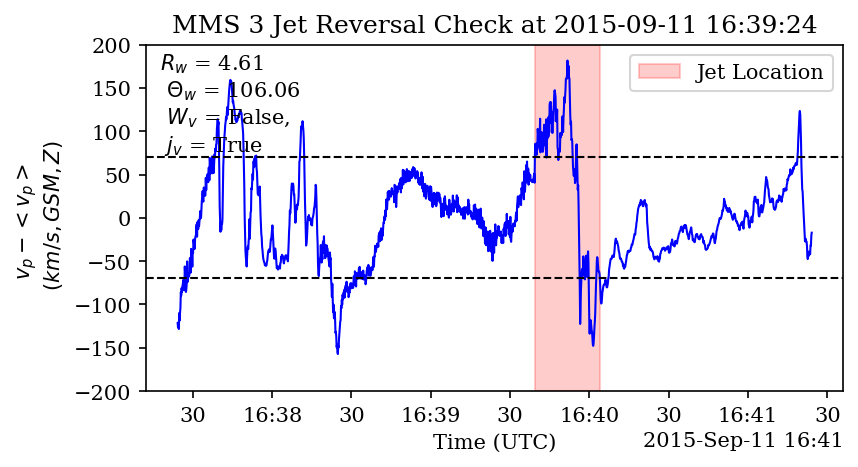 MMS 3 Jet Reversal Check at 2015-09-11 16:39:24
R_w = 4.61
Θ_w = 106.06
W_v = False,
j_v = True
Jet Location
v_p − <v_p>
(km/s, GSM, Z)
200
150
100
50
0
−50
−100
−150
−200
30 16:38 30 16:39 30 16:40 30 16:41 30
Time (UTC)
2015-Sep-11 16:41